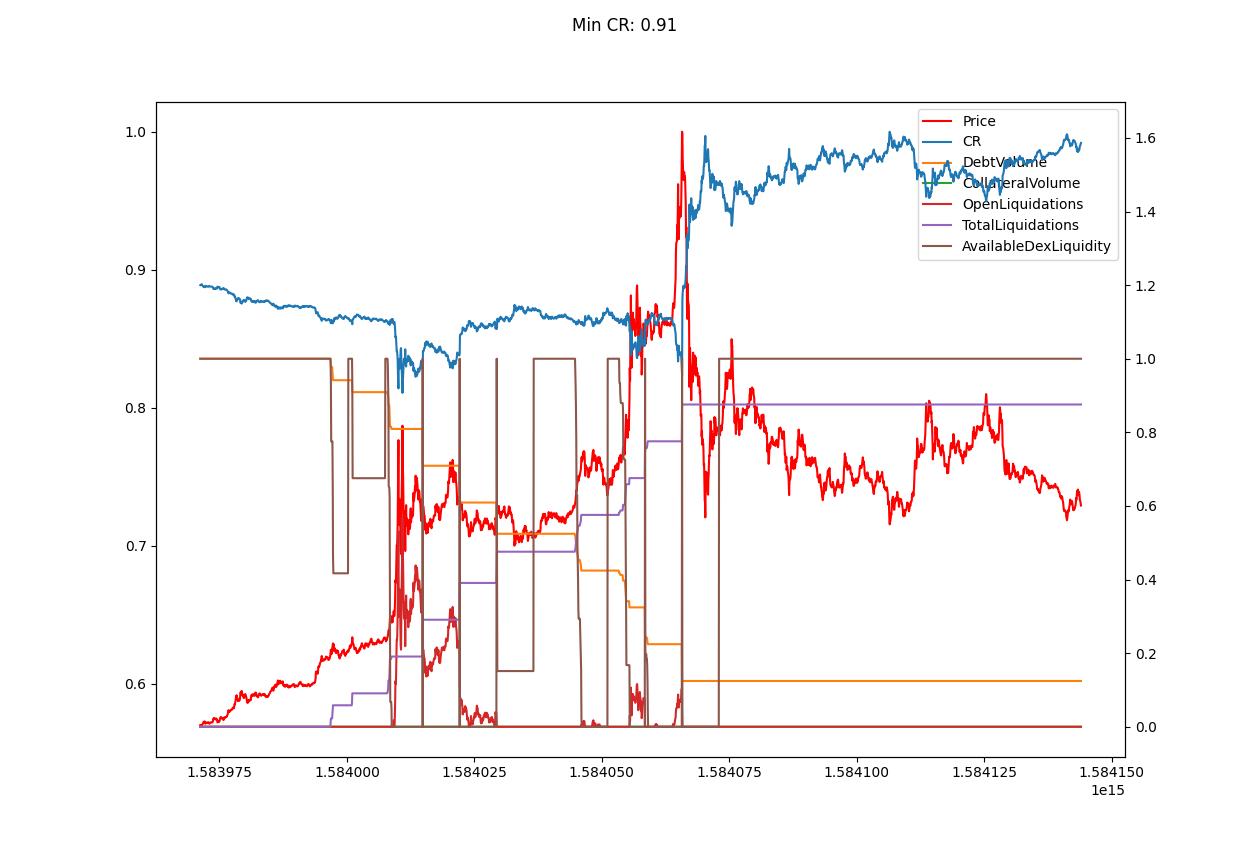 Min CR: 0.91
1.0
0.9
0.8
0.7
0.6
1.6
1.4
1.2
1.0
0.8
0.6
0.4
0.2
0.0
Price
CR
DebtVolume
CollateralVolume
OpenLiquidations
TotalLiquidations
AvailableDexLiquidity
1.583975 1.584000 1.584025 1.584050 1.584075 1.584100 1.584125 1.584150
1e15